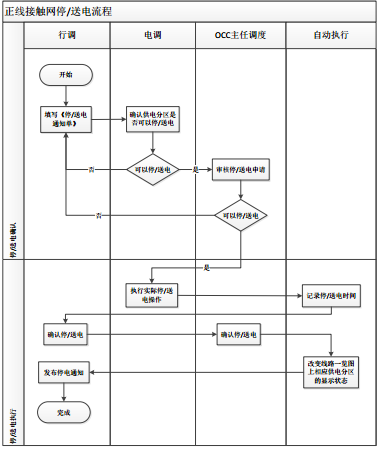 正线接触网停/送电流程
行调
电调
OCC主任调度
自动执行
停/送电确认
开始
填写《停/送电
通知单》
确认供电分区是
否可以停/送电
可以停/送电
否
是
审核停/送电申请
可以停/送电
否
是
停/送电执行
执行实际停/送
电操作
记录停/送电时间
确认停/送电
确认停/送电
改变线路一览图
上相应供电分区
的显示状态
发布停电通知
完成